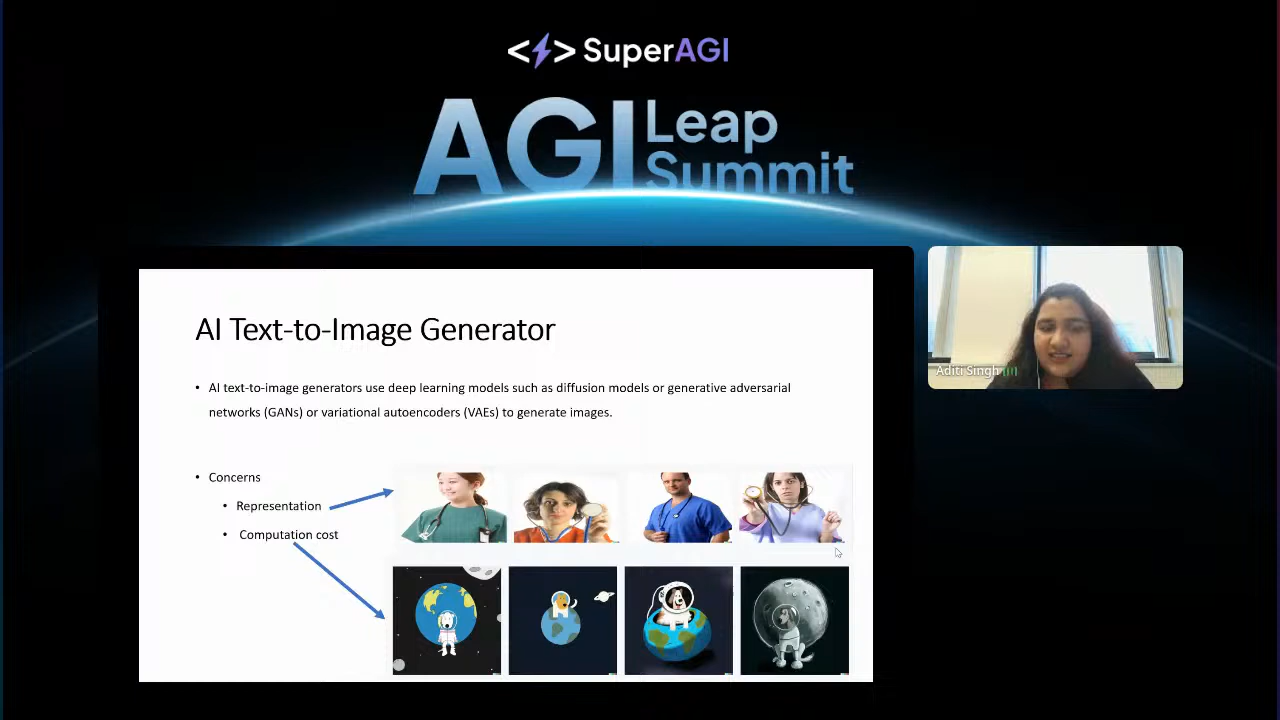 <⚡> SuperAGI
AGI Leap Summit
AI Text-to-Image Generator
• AI text-to-image generators use deep learning models such as diffusion models or generative adversarial
networks (GANs) or variational autoencoders (VAEs) to generate images.
• Concerns
• Representation
• Computation cost
Aditi Singh